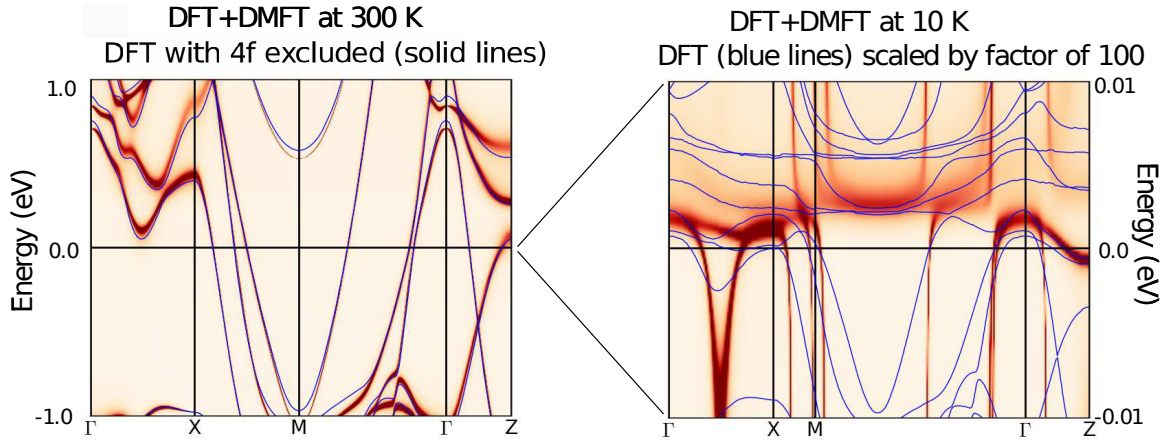 DFT+DMFT at 300 K
DFT with 4f excluded (solid lines)
Energy (eV)
1.0
0.0
-1.0
Γ X M Γ Z
DFT+DMFT at 10 K
DFT (blue lines) scaled by factor of 100
0.01
0.0
-0.01
Energy (eV)
Γ X M Γ Z